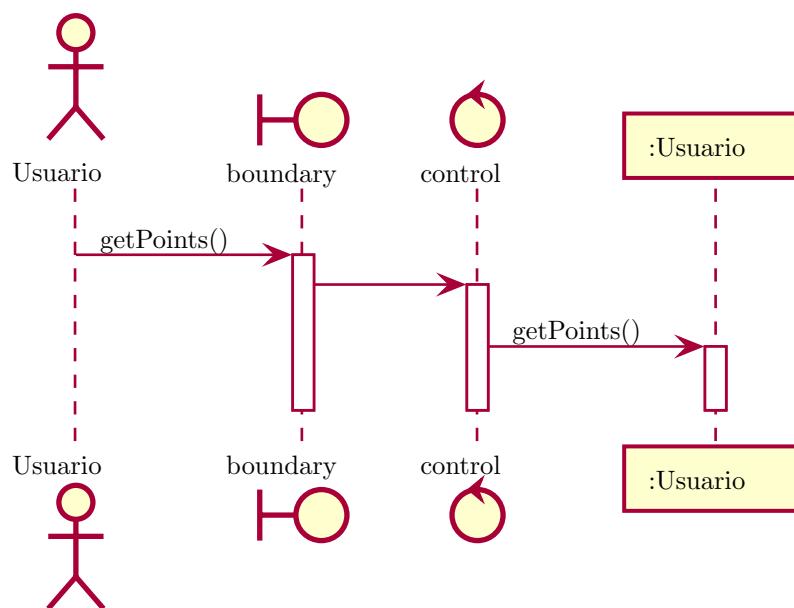 Usuario
boundary
control
:Usuario
getPoints()
getPoints()
Usuario
boundary
control
:Usuario